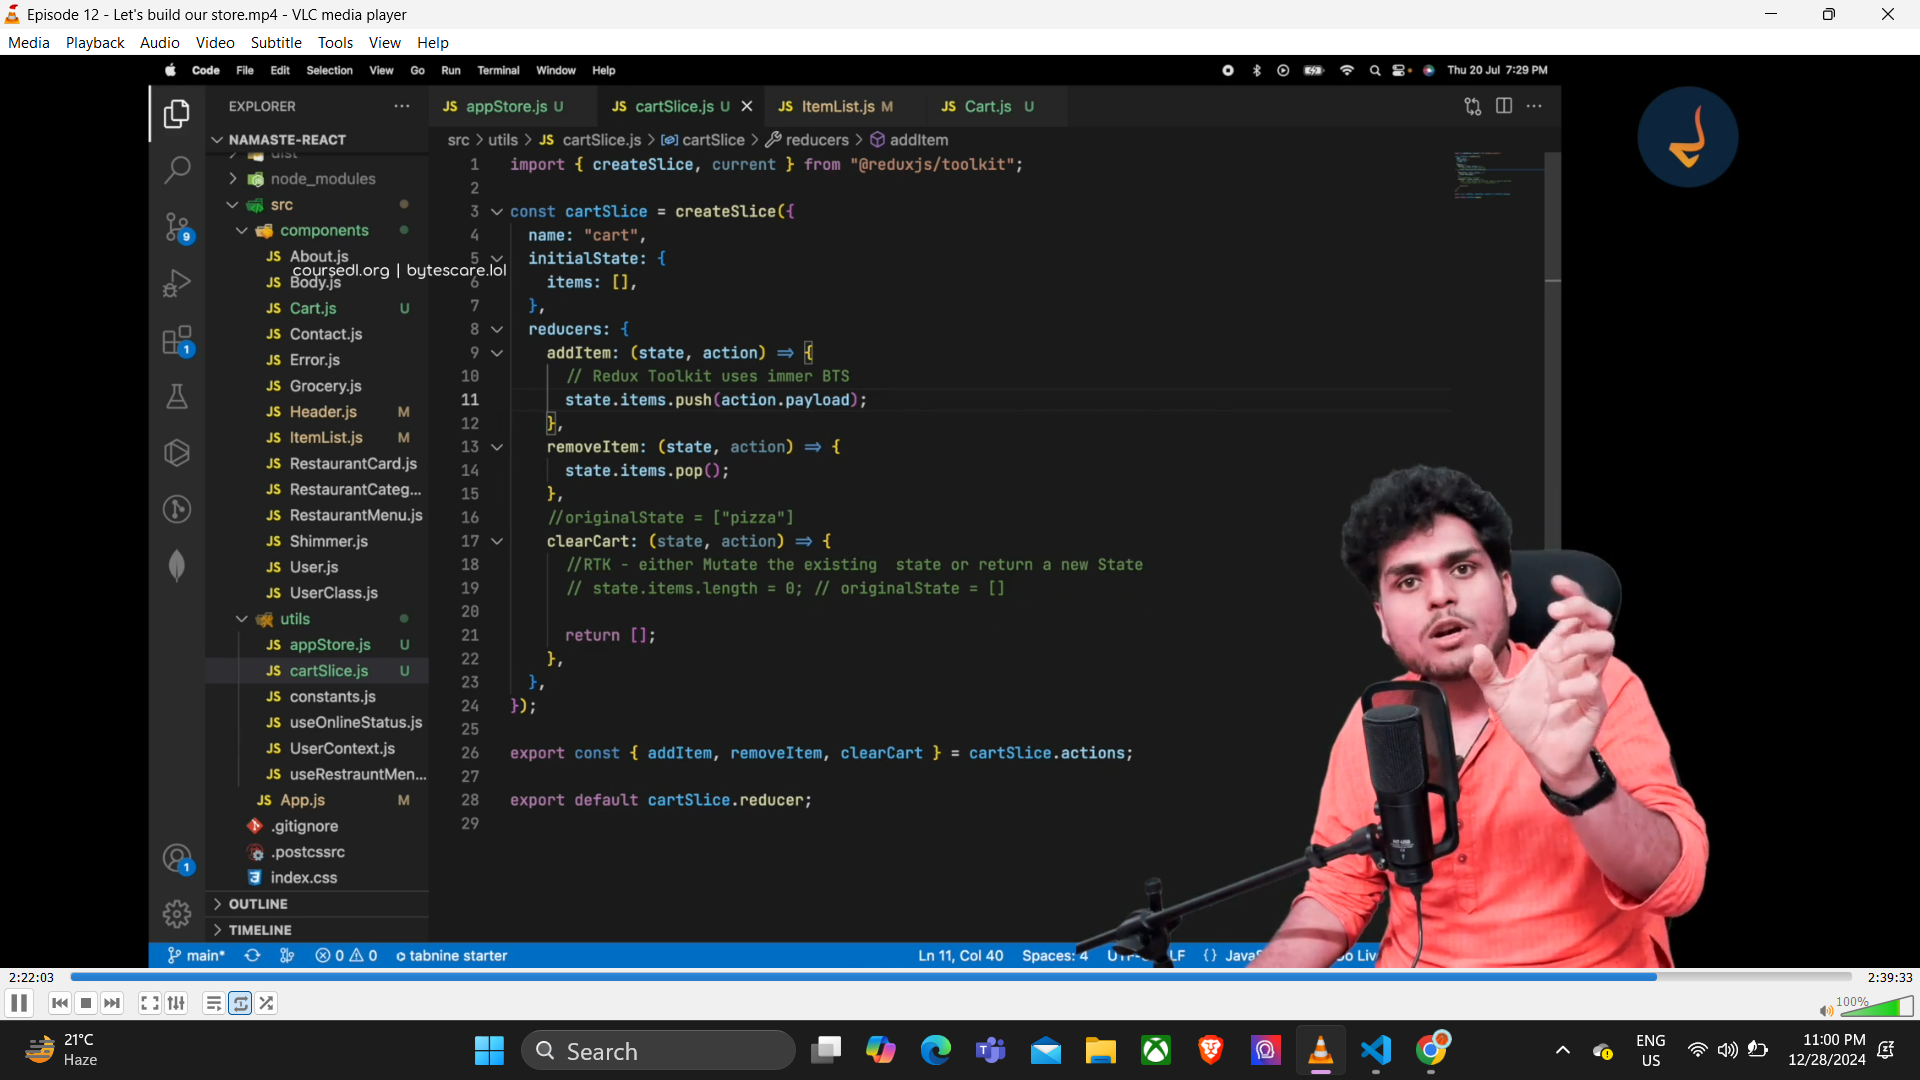 Episode 12 - Let's build our store.mp4 - VLC media player
Media Playback Audio Video Subtitle Tools View Help
Code File Edit Selection View Go Run Terminal Window Help
Thu 20 Jul 7:29 PM
EXPLORER
JS appStore.js U
JS cartSlice.js U
JS ItemList.js M
JS Cart.js U
NAMASTE-REACT
src > utils > JS cartSlice.js > cartSlice > reducers > addItem
dist
node_modules
src
components
JS About.js
coursedl.org | bytescare.lol
JS Body.js
JS Cart.js U
JS Contact.js
JS Error.js
JS Grocery.js
JS Header.js M
JS ItemList.js M
JS RestaurantCard.js
JS RestaurantCateg...
JS RestaurantMenu.js
JS Shimmer.js
JS User.js
JS UserClass.js
utils
JS appStore.js U
JS cartSlice.js U
JS constants.js
JS useOnlineStatus.js
JS UserContext.js
JS useRestrauntMen...
JS App.js M
.gitignore
.postcssrc
index.css
OUTLINE
TIMELINE
9
1
1
1 import { createSlice, current } from "@reduxjs/toolkit";
2
3 const cartSlice = createSlice({
4 name: "cart",
5 initialState: {
6 items: [],
7 },
8 reducers: {
9 addItem: (state, action) => {
10 // Redux Toolkit uses immer BTS
11 state.items.push(action.payload);
12 },
13 removeItem: (state, action) => {
14 state.items.pop();
15 },
16 //originalState = ["pizza"]
17 clearCart: (state, action) => {
18 //RTK - either Mutate the existing  state or return a new State
19 // state.items.length = 0; // originalState = []
20
21 return [];
22 },
23 },
24 });
25
26 export const { addItem, removeItem, clearCart } = cartSlice.actions;
27
28 export default cartSlice.reducer;
29
main* 0 0 tabnine starter
Ln 11, Col 40 Spaces: 4
2:22:03
2:39:33
100%
21°C
Haze
Search
ENG
US
11:00 PM
12/28/2024